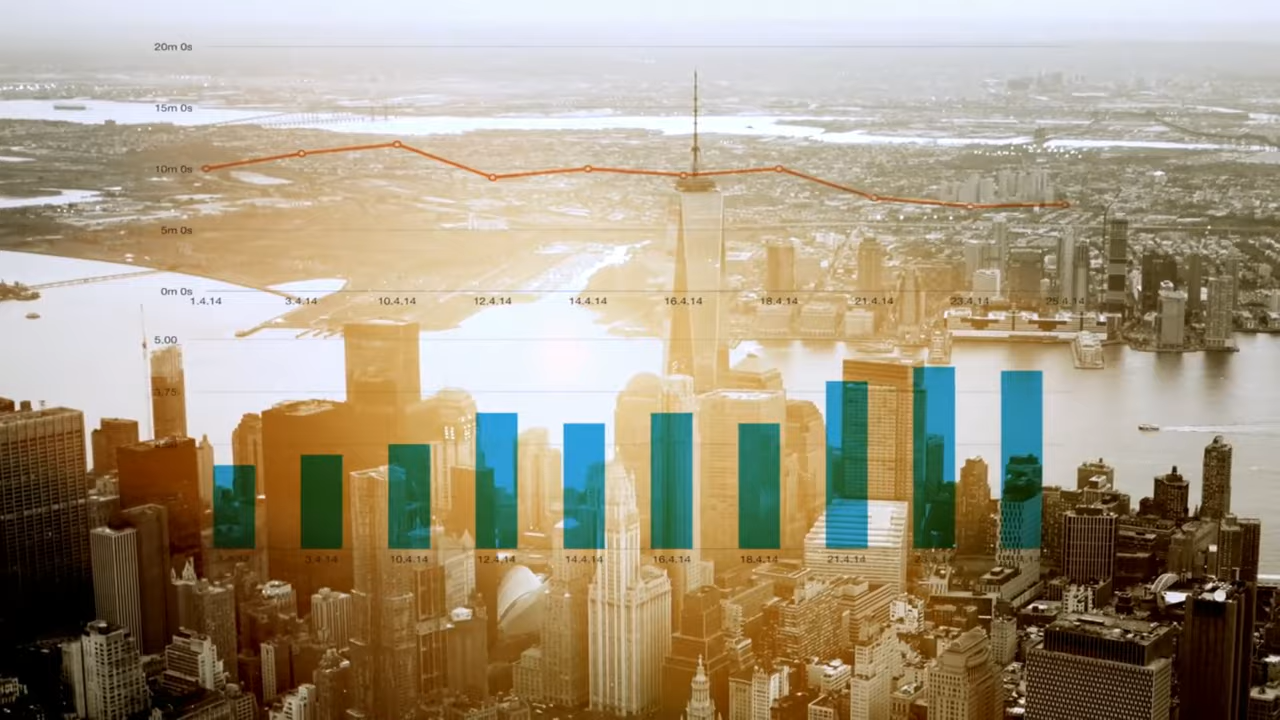 20m 0s
15m 0s
10m 0s
5m 0s
0m 0s
1.4.14 3.4.14 10.4.14 12.4.14 14.4.14 16.4.14 18.4.14 21.4.14 23.4.14 25.4.14
5.00
3,75
3.4.14 10.4.14 12.4.14 14.4.14 16.4.14 18.4.14 21.4.14